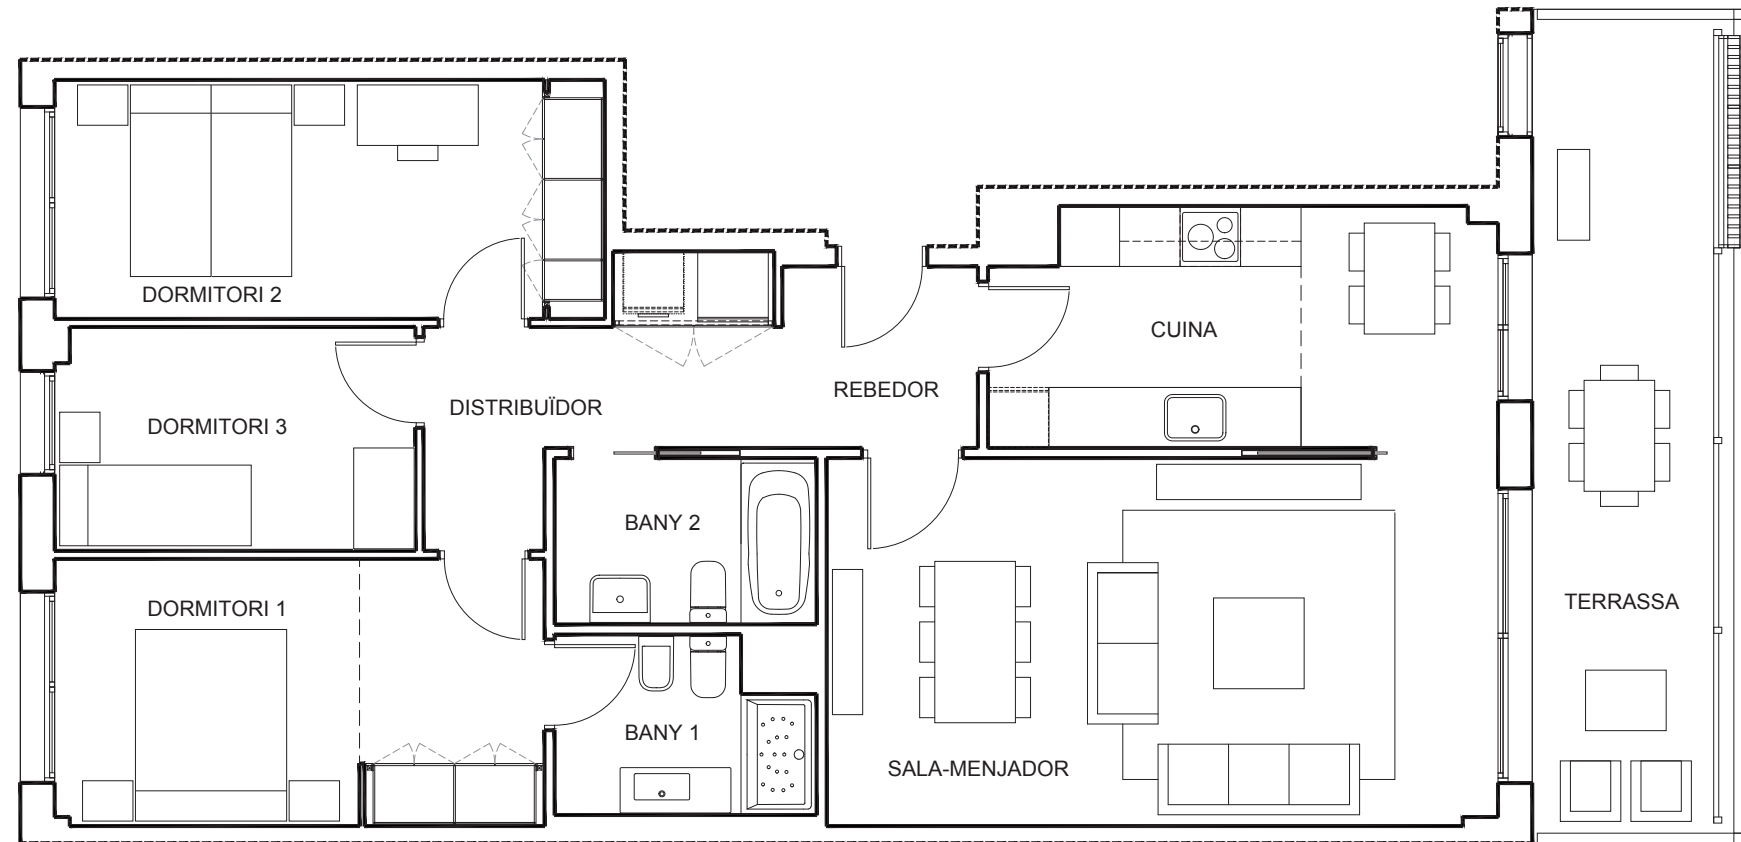 DORMITORI 2
CUINA
REBEDOR
DISTRIBUÏDOR
DORMITORI 3
BANY 2
TERRASSA
DORMITORI 1
BANY 1
SALA-MENJADOR